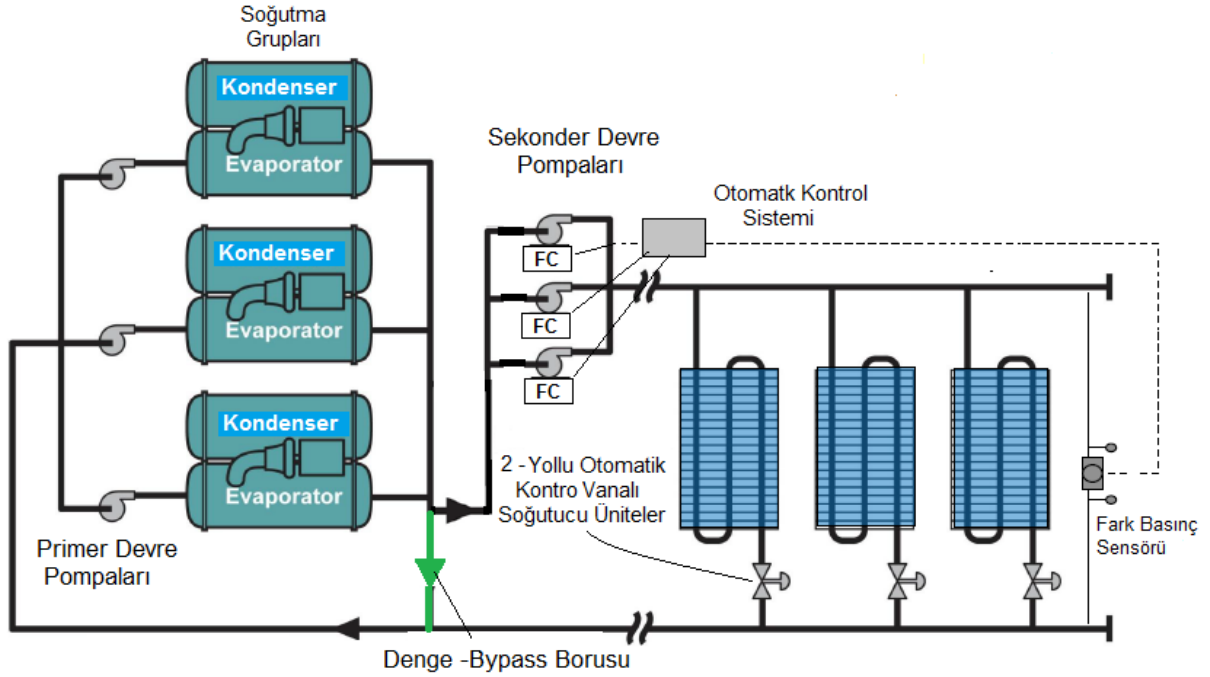 Soğutma
Grupları
Kondenser
Evaporator
Kondenser
Evaporator
Kondenser
Evaporator
Primer Devre
Pompaları
Sekonder Devre
Pompaları
FC
FC
FC
Otomatk Kontrol
Sistemi
2 -Yollu Otomatik
Kontro Vanalı
Soğutucu Üniteler
Fark Basınç
Sensörü
Denge -Bypass Borusu